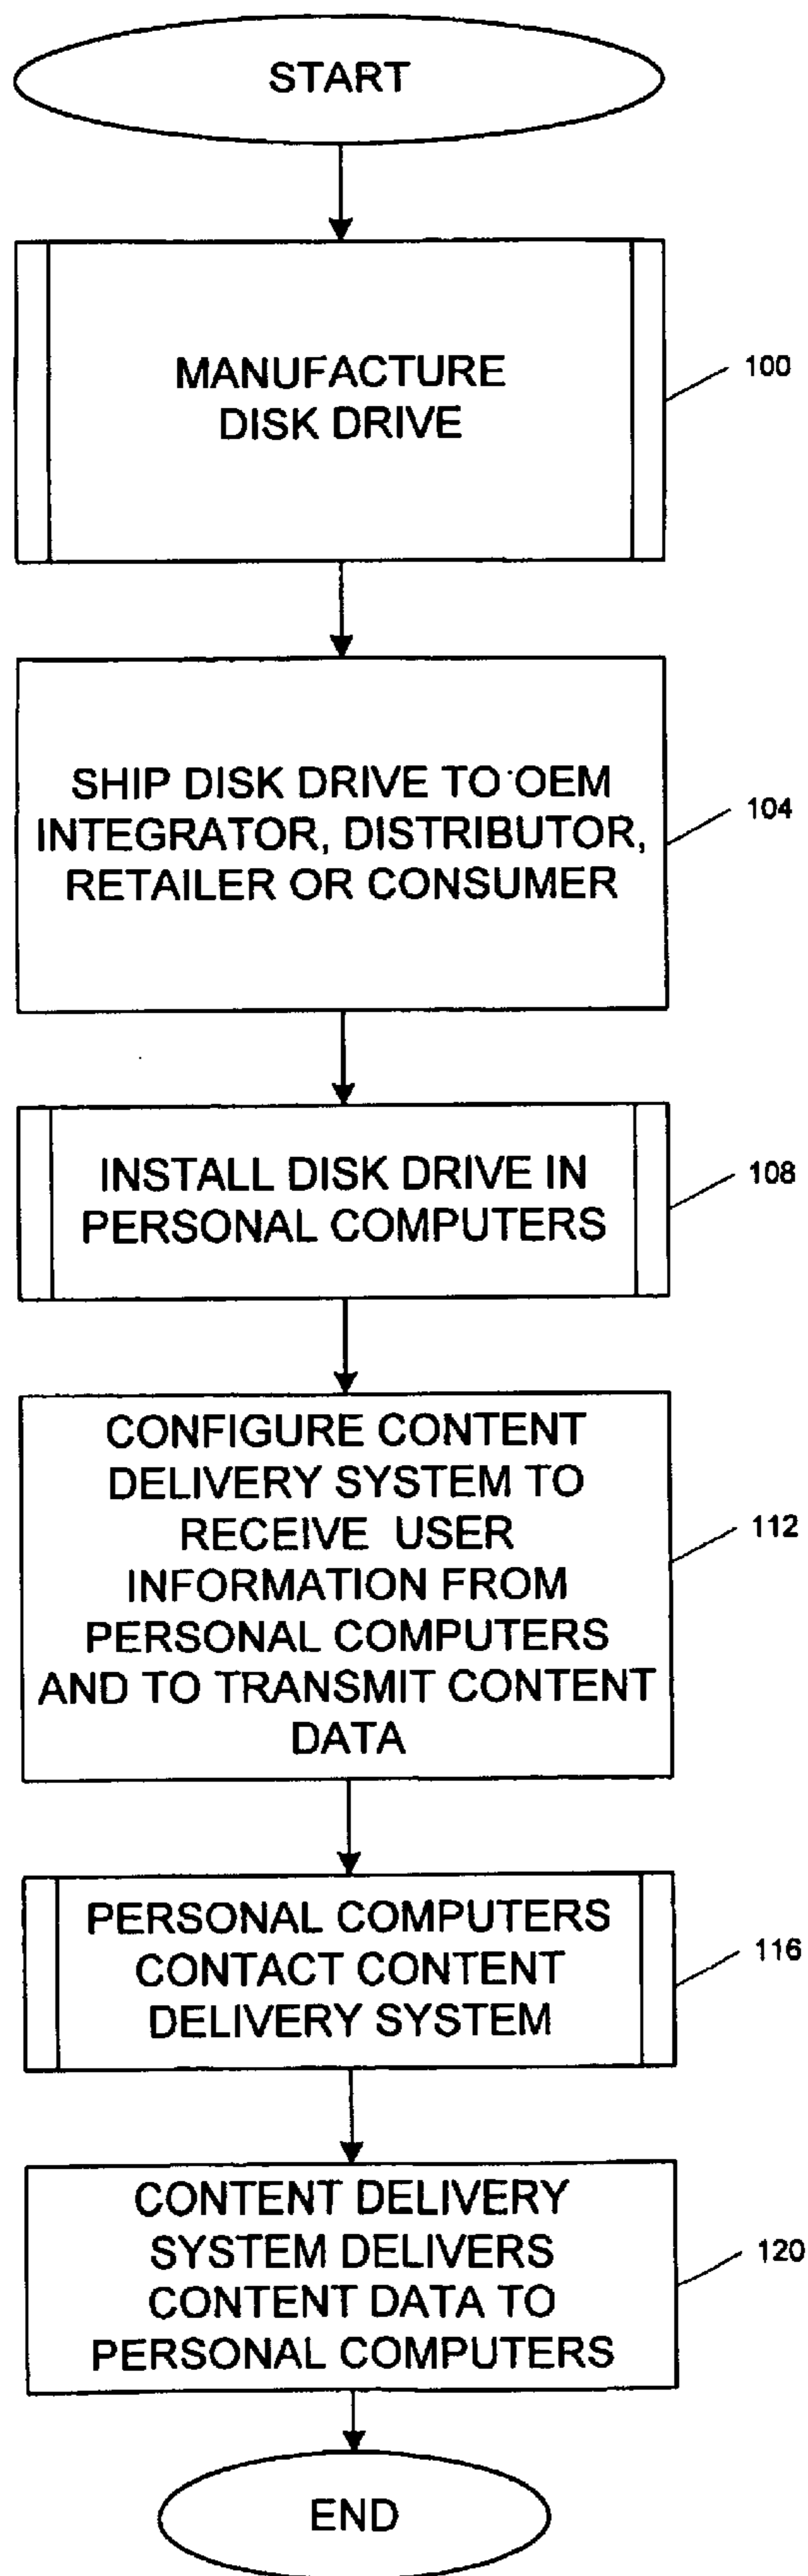 START
MANUFACTURE
DISK DRIVE
100
SHIP DISK DRIVE TO OEM
INTEGRATOR, DISTRIBUTOR,
RETAILER OR CONSUMER
104
INSTALL DISK DRIVE IN
PERSONAL COMPUTERS
108
CONFIGURE CONTENT
DELIVERY SYSTEM TO
RECEIVE USER
INFORMATION FROM
PERSONAL COMPUTERS
AND TO TRANSMIT CONTENT
DATA
112
PERSONAL COMPUTERS
CONTACT CONTENT
DELIVERY SYSTEM
116
CONTENT DELIVERY
SYSTEM DELIVERS
CONTENT DATA TO
PERSONAL COMPUTERS
120
END